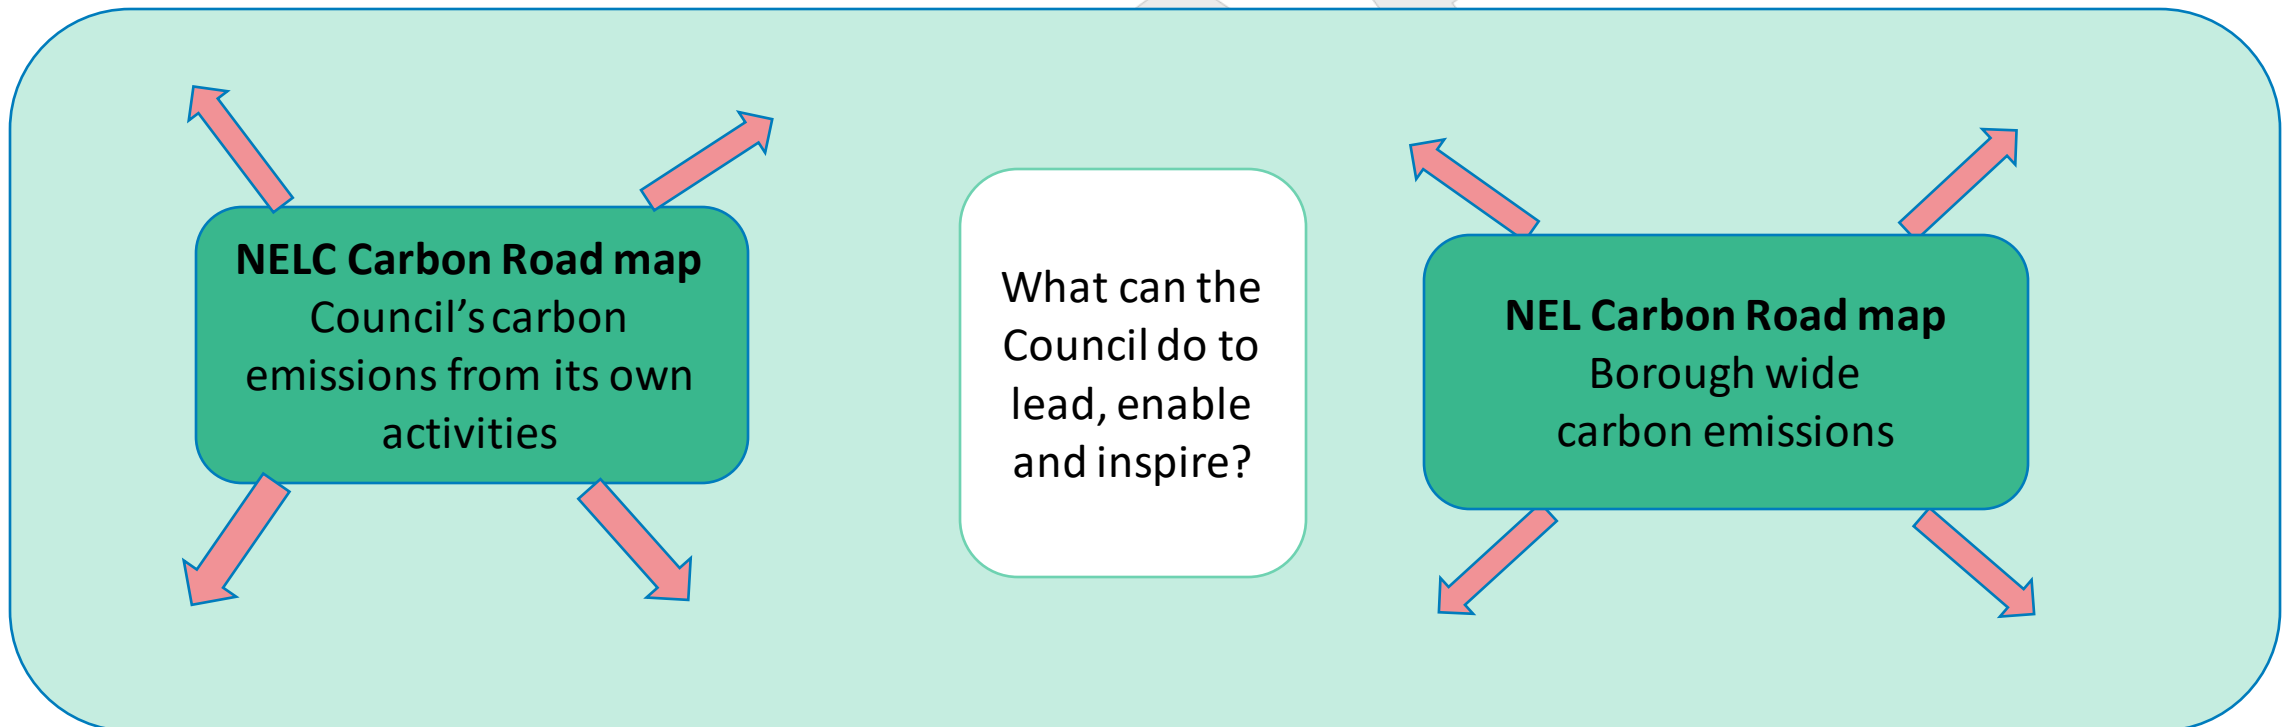 NELC Carbon Road map
Council’s carbon
emissions from its own
activities
What can the
Council do to
lead, enable
and inspire?
NEL Carbon Road map
Borough wide
carbon emissions